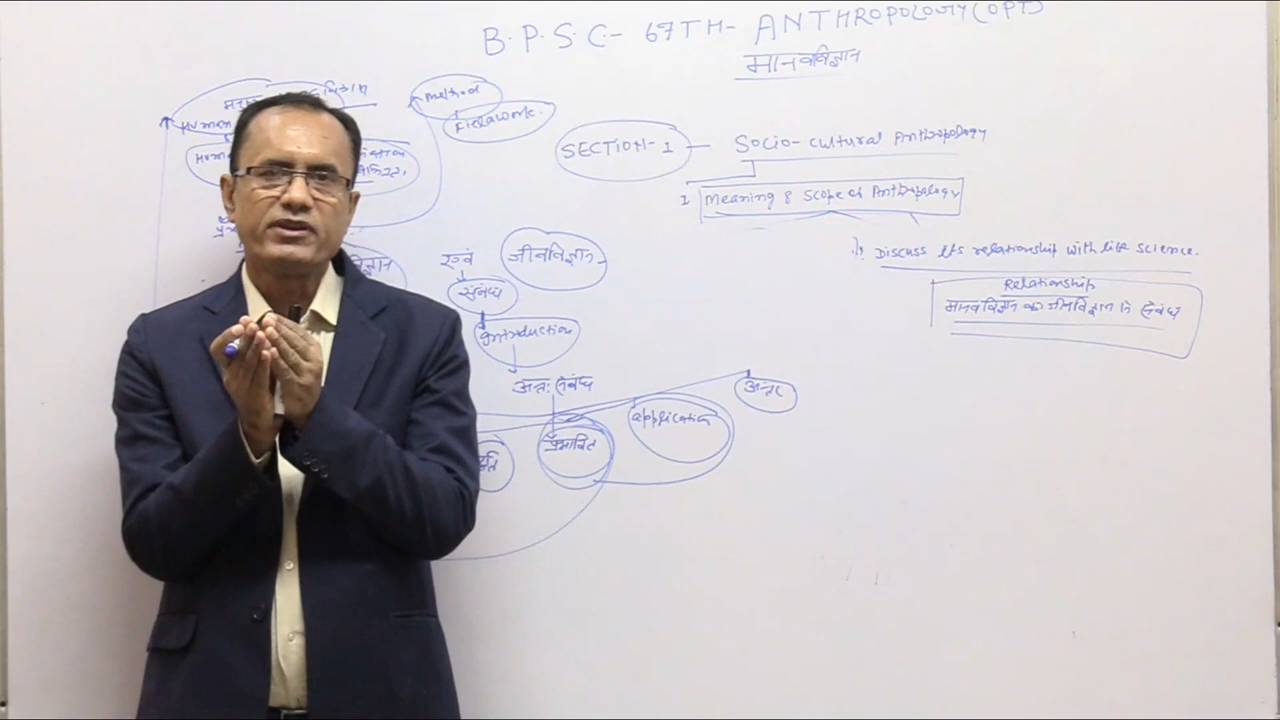 B.P.S.C- 67TH- ANTHROPOLOGY(OPT)
मानवविज्ञान
method
Fieldwork.
SECTION-1 — Socio-cultural Anthropology
1 Meaning & Scope of Anthropology
Discuss its relationship with life science.
Relationship
मानवविज्ञान का जीवविज्ञान से संबंध
एवं जीवविज्ञान
संबंध
Introduction
अंतःसंबंध
प्रभावित
application
अन्तर